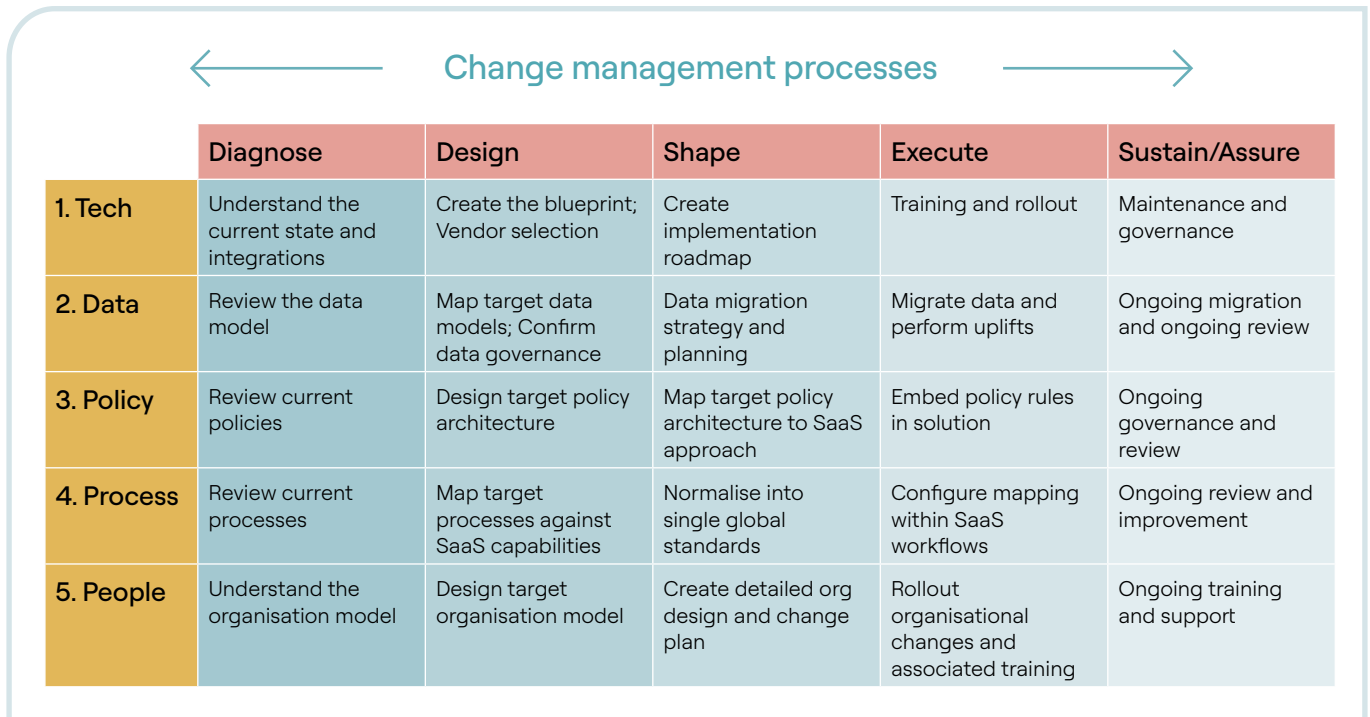 Change management processes
Diagnose
Design
Shape
Execute
Sustain/Assure
1. Tech
Understand the
current state and
integrations
Create the blueprint;
Vendor selection
Create
implementation
roadmap
Training and rollout
Maintenance and
governance
2. Data
Review the data
model
Map target data
models; Confirm
data governance
Data migration
strategy and
planning
Migrate data and
perform uplifts
Ongoing migration
and ongoing review
3. Policy
Review current
policies
Design target policy
architecture
Map target policy
architecture to SaaS
approach
Embed policy rules
in solution
Ongoing
governance and
review
4. Process
Review current
processes
Map target
processes against
SaaS capabilities
Normalise into
single global
standards
Configure mapping
within SaaS
workflows
Ongoing review and
improvement
5. People
Understand the
organisation model
Design target
organisation model
Create detailed org
design and change
plan
Rollout
organisational
changes and
associated training
Ongoing training
and support